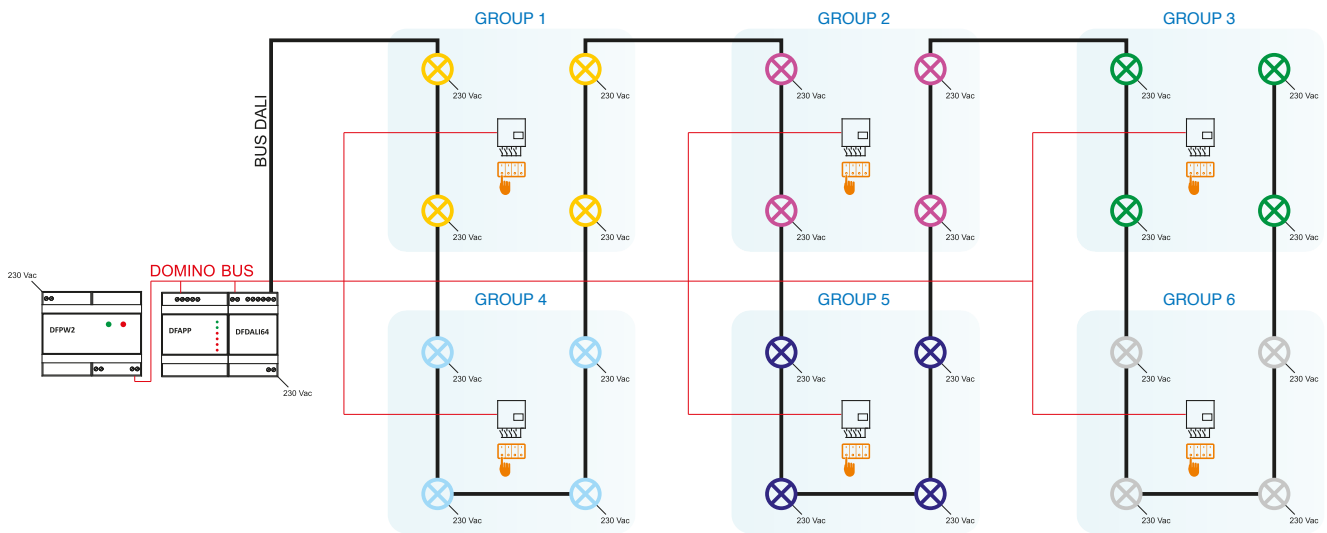 GROUP 1
GROUP 2
GROUP 3
230 Vac
230 Vac
230 Vac
230 Vac
230 Vac
230 Vac
BUS DALI
230 Vac
230 Vac
230 Vac
230 Vac
230 Vac
230 Vac
230 Vac
DOMINO BUS
GROUP 4
GROUP 5
GROUP 6
DFPW2
DFAPP
DFDALI64
230 Vac
230 Vac
230 Vac
230 Vac
230 Vac
230 Vac
230 Vac
230 Vac
230 Vac
230 Vac
230 Vac
230 Vac
230 Vac